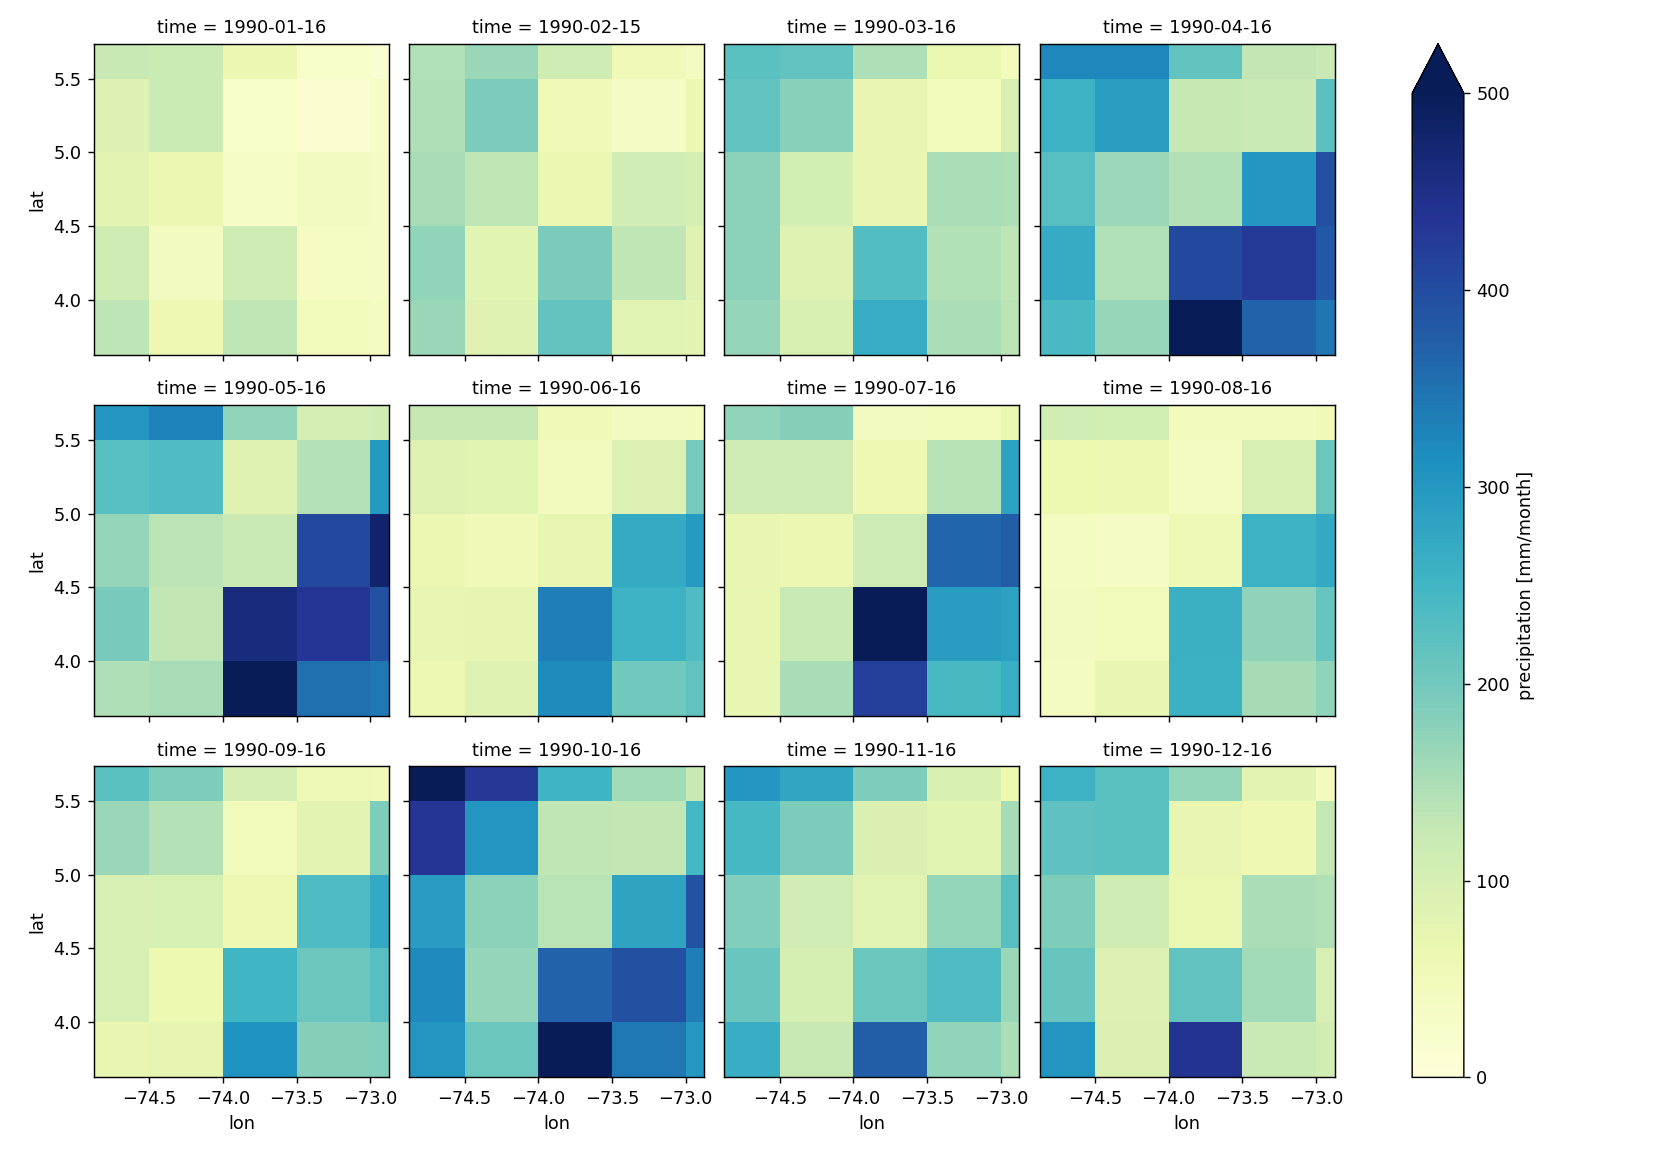 time = 1990-01-16
time = 1990-02-15
time = 1990-03-16
time = 1990-04-16
5.5
5.0
4.5
4.0
lat
time = 1990-05-16
time = 1990-06-16
time = 1990-07-16
time = 1990-08-16
5.5
5.0
4.5
4.0
lat
time = 1990-09-16
time = 1990-10-16
time = 1990-11-16
time = 1990-12-16
5.5
5.0
4.5
4.0
lat
−74.5 −74.0 −73.5 −73.0
lon
−74.5 −74.0 −73.5 −73.0
lon
−74.5 −74.0 −73.5 −73.0
lon
−74.5 −74.0 −73.5 −73.0
lon
500
400
300
200
100
0
precipitation [mm/month]